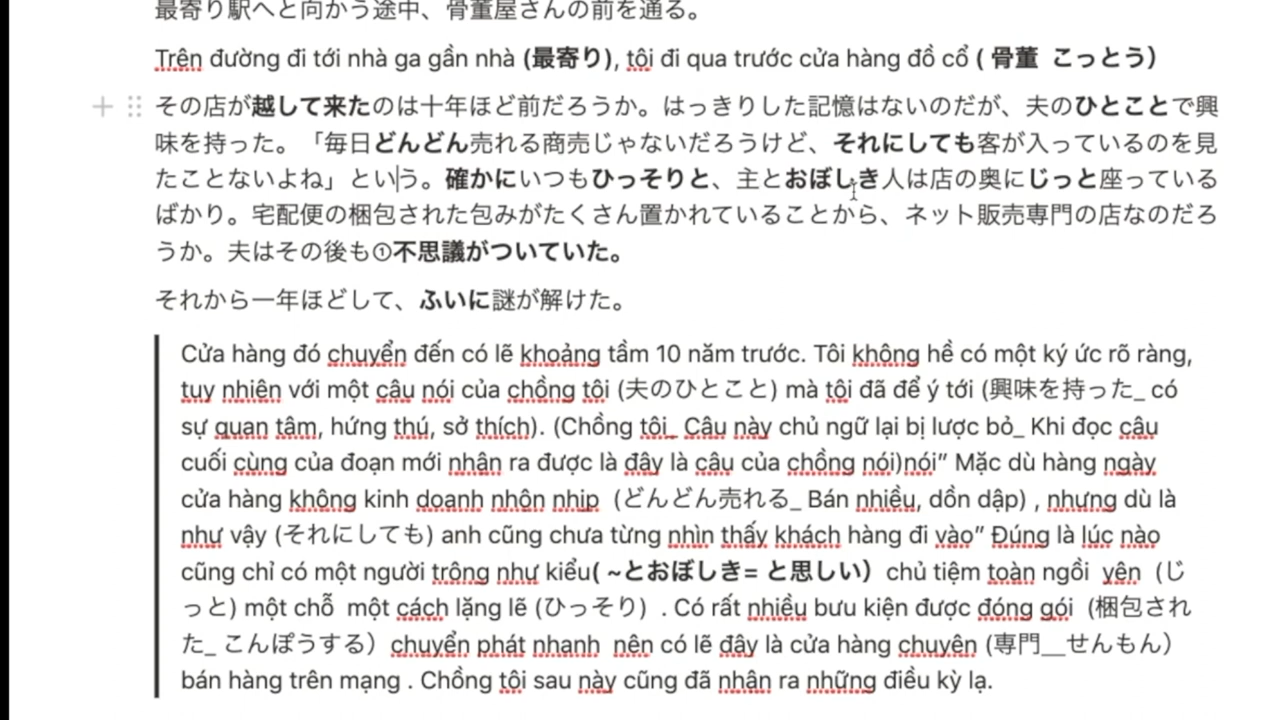 最寄り駅へと向かう途中、骨董屋さんの前を通る。
Trên đường đi tới nhà ga gần nhà (最寄り), tôi đi qua trước cửa hàng đồ cổ ( 骨董 こっとう）
その店が越して来たのは十年ほど前だろうか。はっきりした記憶はないのだが、夫のひとことで興
味を持った。「毎日どんどん売れる商売じゃないだろうけど、それにしても客が入っているのを見
たことないよね」という。確かにいつもひっそりと、主とおぼしき人は店の奥にじっと座っている
ばかり。宅配便の梱包された包みがたくさん置かれていることから、ネット販売専門の店なのだろ
うか。夫はその後も①不思議がついていた。
それから一年ほどして、ふいに謎が解けた。
Cửa hàng đó chuyển đến có lẽ khoảng tầm 10 năm trước. Tôi không hề có một ký ức rõ ràng,
tuy nhiên với một câu nói của chồng tôi (夫のひとこと) mà tôi đã để ý tới (興味を持った_ có
sự quan tâm, hứng thú, sở thích). (Chồng tôi_ Câu này chủ ngữ lại bị lược bỏ_ Khi đọc câu
cuối cùng của đoạn mới nhận ra được là đây là câu của chồng nói)nói” Mặc dù hàng ngày
cửa hàng không kinh doanh nhộn nhịp （どんどん売れる_ Bán nhiều, dồn dập) , nhưng dù là
như vậy (それにしても) anh cũng chưa từng nhìn thấy khách hàng đi vào” Đúng là lúc nào
cũng chỉ có một người trông như kiểu( ~とおぼしき= と思しい）chủ tiệm toàn ngồi yên（じ
っと) một chỗ một cách lặng lẽ (ひっそり）. Có rất nhiều bưu kiện được đóng gói（梱包され
た_ こんぽうする）chuyển phát nhanh nên có lẽ đây là cửa hàng chuyên (専門__せんもん）
bán hàng trên mạng . Chồng tôi sau này cũng đã nhận ra những điều kỳ lạ.